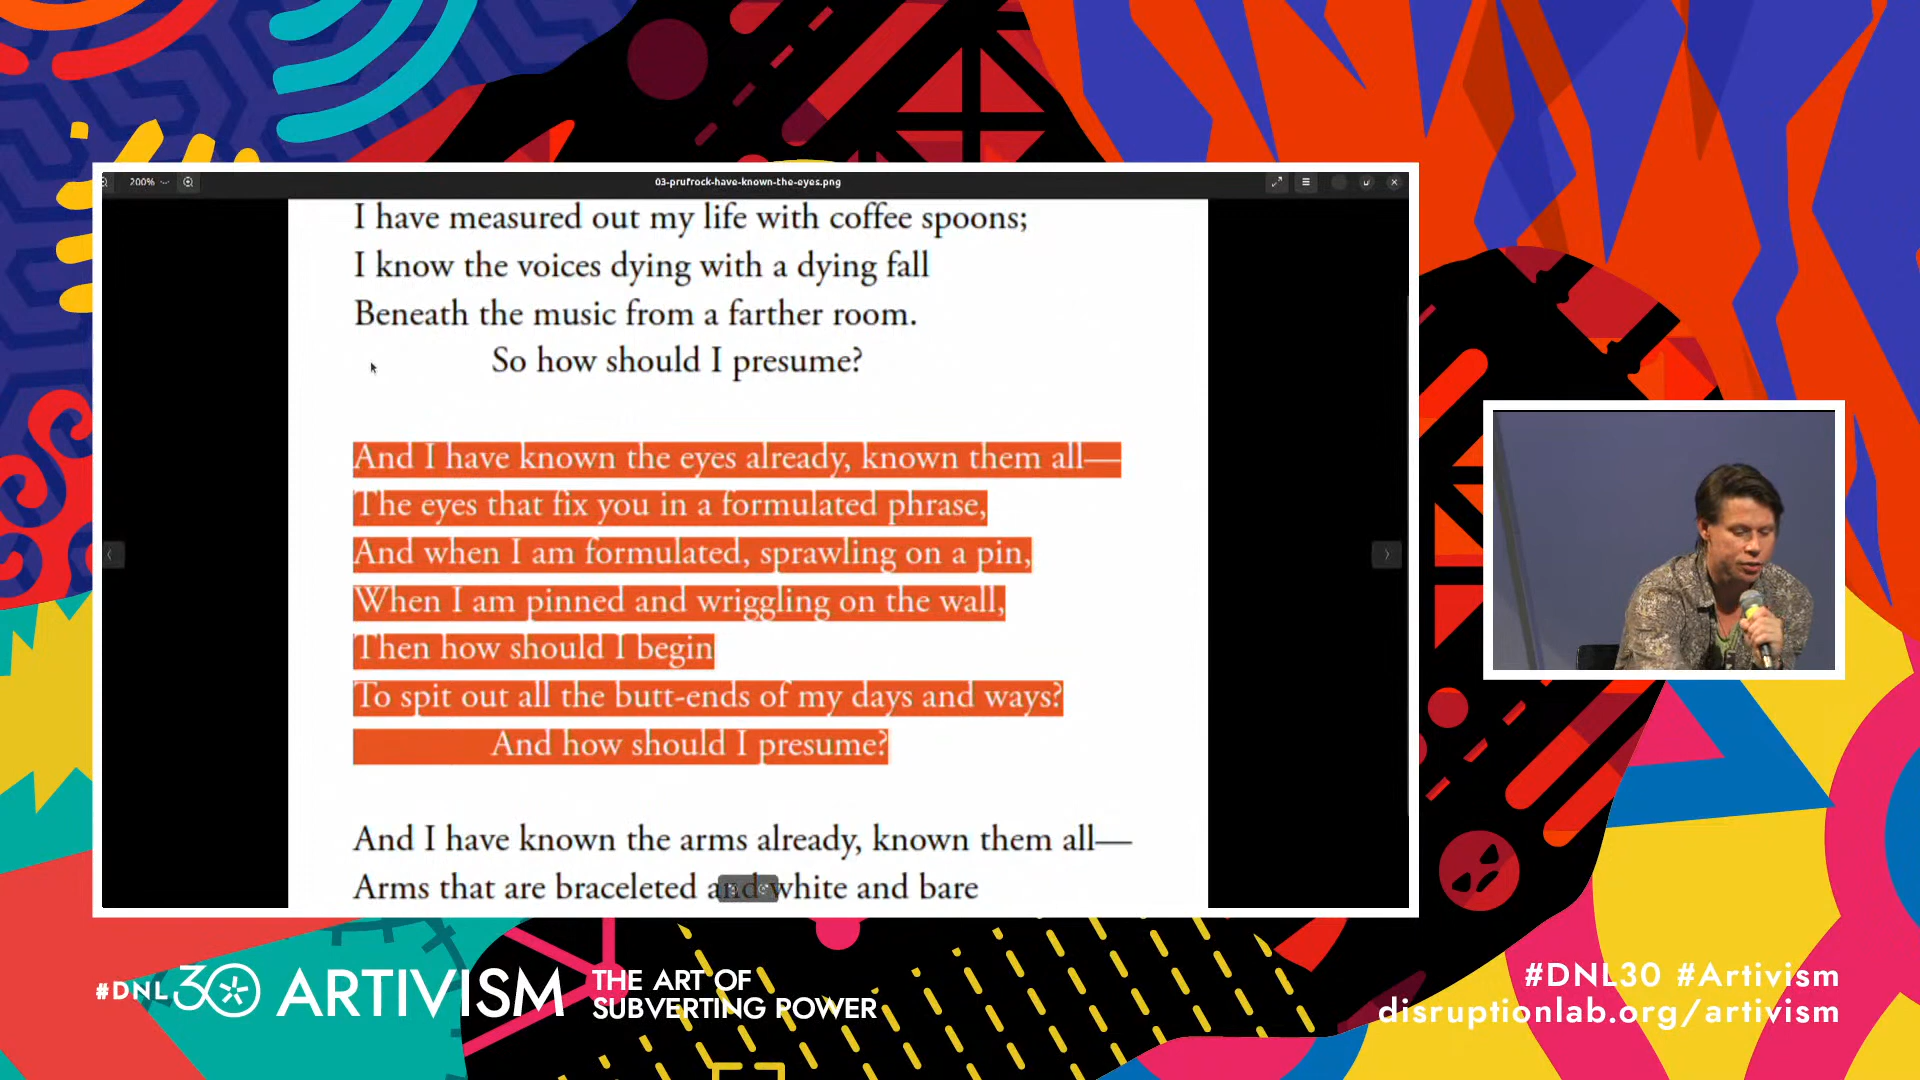 200%
03-prufrock-have-known-the-eyes.png
I have measured out my life with coffee spoons;
I know the voices dying with a dying fall
Beneath the music from a farther room.
So how should I presume?
And I have known the eyes already, known them all—
The eyes that fix you in a formulated phrase,
And when I am formulated, sprawling on a pin,
When I am pinned and wriggling on the wall,
Then how should I begin
To spit out all the butt-ends of my days and ways?
And how should I presume?
And I have known the arms already, known them all—
Arms that are braceleted and white and bare
#DNL30 ARTIVISM
THE ART OF
SUBVERTING POWER
#DNL30 #Artivism
disruptionlab.org/artivism